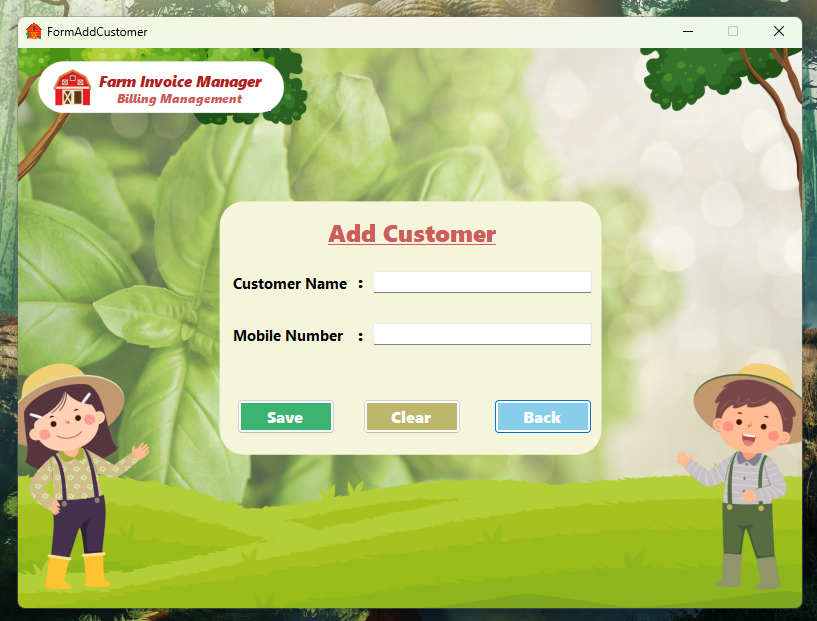 FormAddCustomer
Farm Invoice Manager
Billing Management
Add Customer
Customer Name :
Mobile Number :
Save Clear Back